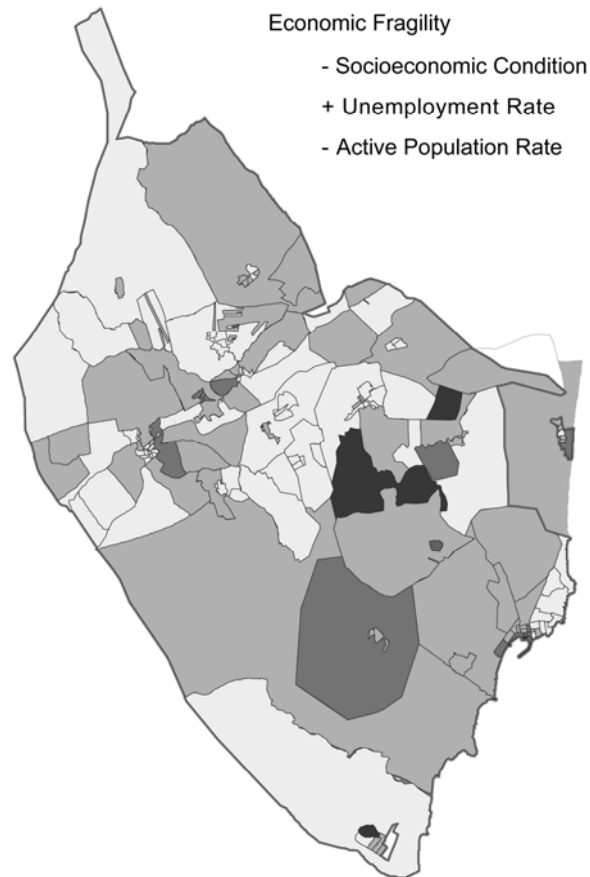 Economic Fragility
- Socioeconomic Condition
+ Unemployment Rate
- Active Population Rate